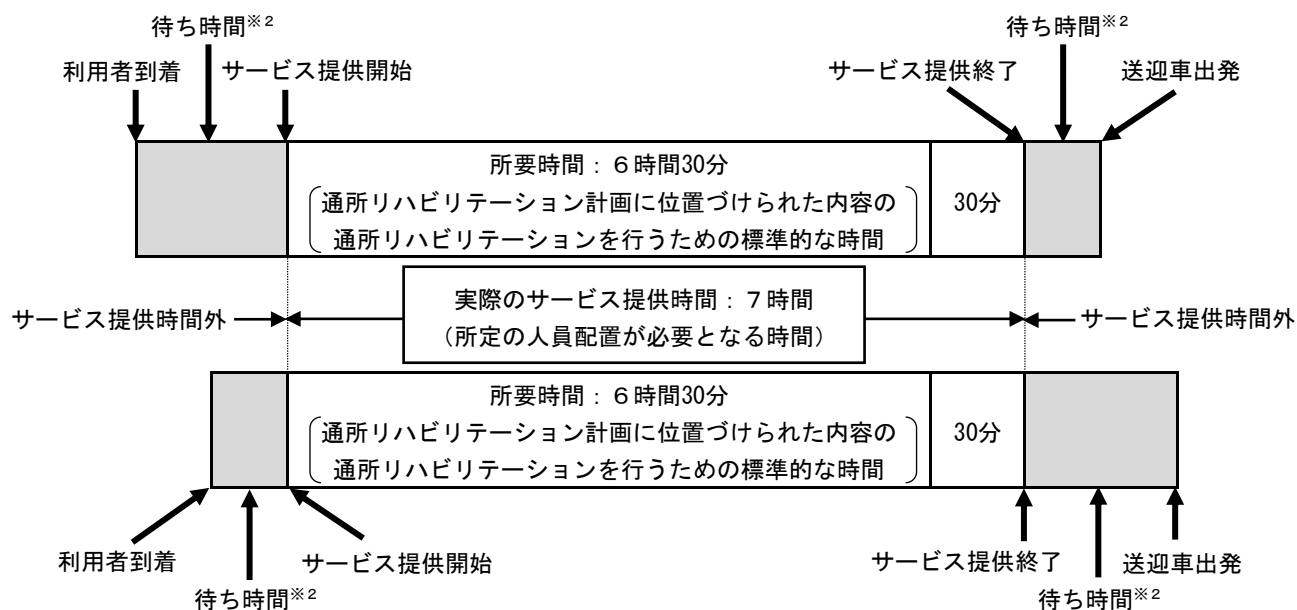 待ち時間※2
利用者到着
サービス提供開始
サービス提供終了
待ち時間※2
送迎車出発
所要時間：６時間30分
通所リハビリテーション計画に位置づけられた内容の
通所リハビリテーションを行うための標準的な時間
30分
サービス提供時間外
実際のサービス提供時間：７時間
（所定の人員配置が必要となる時間）
サービス提供時間外
所要時間：６時間30分
通所リハビリテーション計画に位置づけられた内容の
通所リハビリテーションを行うための標準的な時間
30分
利用者到着
待ち時間※2
サービス提供開始
サービス提供終了
待ち時間※2
送迎車出発